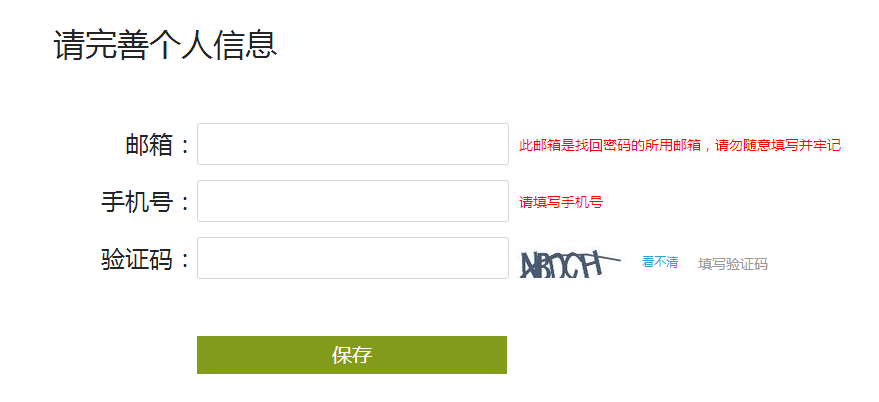 请完善个人信息
邮箱：
此邮箱是找回密码的所用邮箱，请勿随意填写并牢记
手机号：
请填写手机号
验证码：
看不清
填写验证码
保存